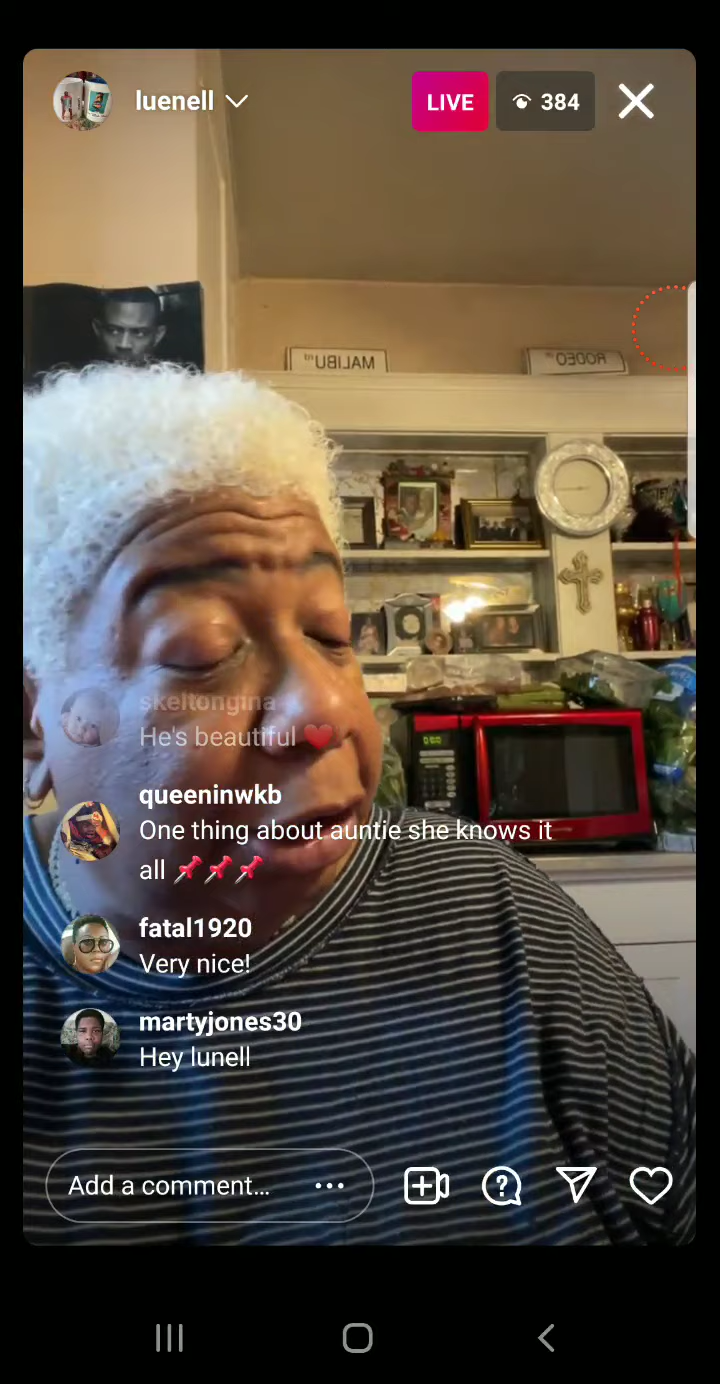 luenell
LIVE
384
MALIBU
RODEO
skeltongina
He's beautiful ❤️
queeninwkb
One thing about auntie she knows it
all 📌📌📌
fatal1920
Very nice!
martyjones30
Hey lunell
Add a comment...